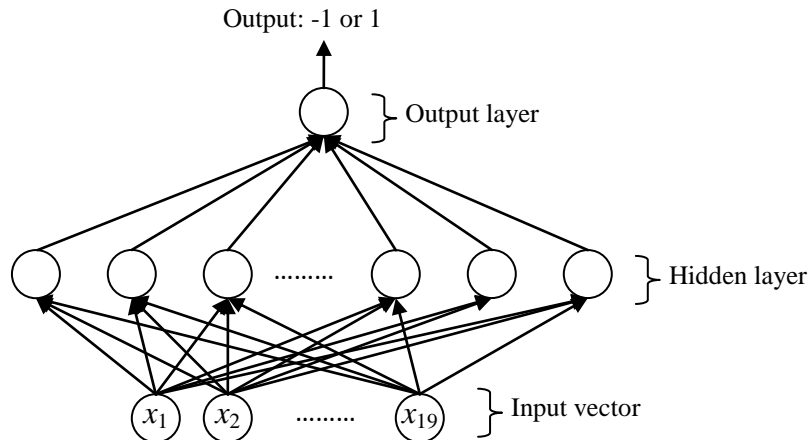 Output: -1 or 1
Output layer
.........
Hidden layer
x1 x2 ......... x19
Input vector